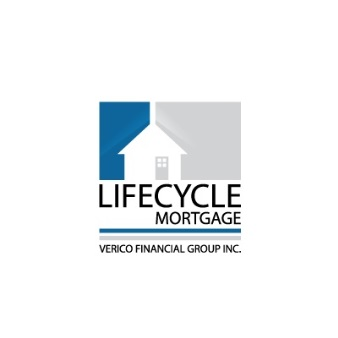 LIFECYCLE
MORTGAGE
VERICO FINANCIAL GROUP INC.